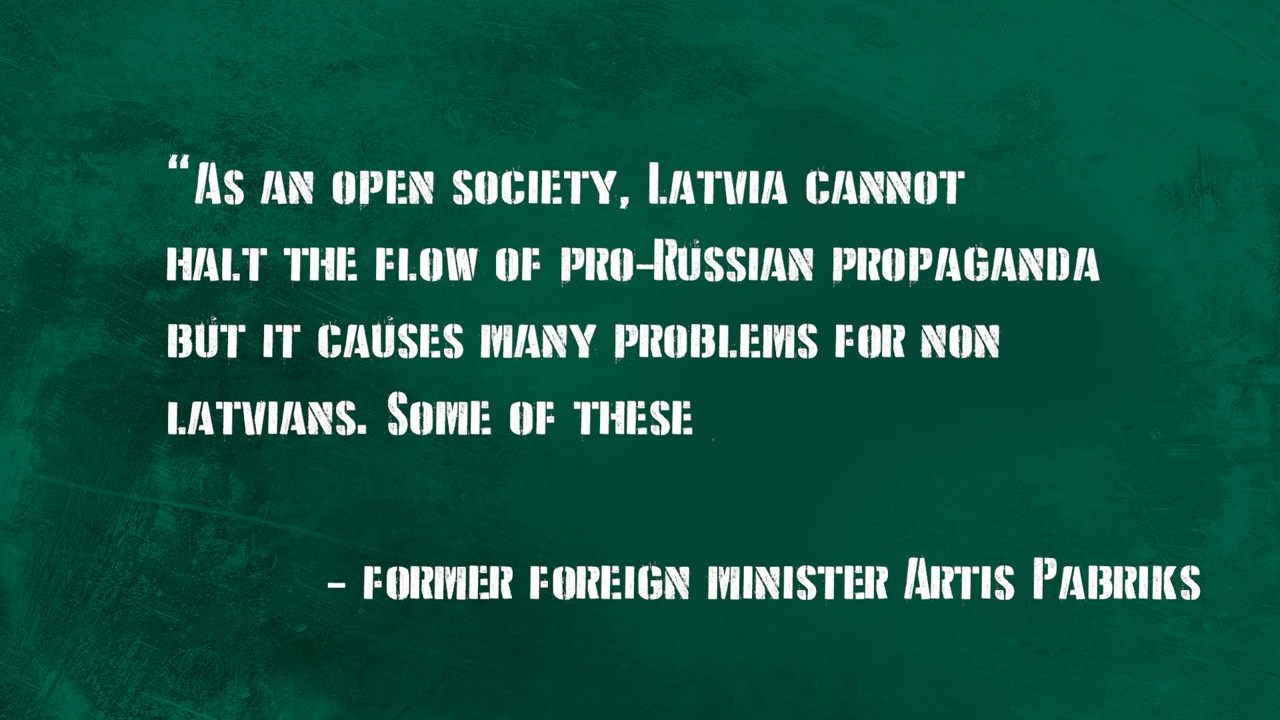 “As an open society, Latvia cannot
halt the flow of pro-Russian propaganda
but it causes many problems for non
latvians. Some of these
- former foreign minister Artis Pabriks